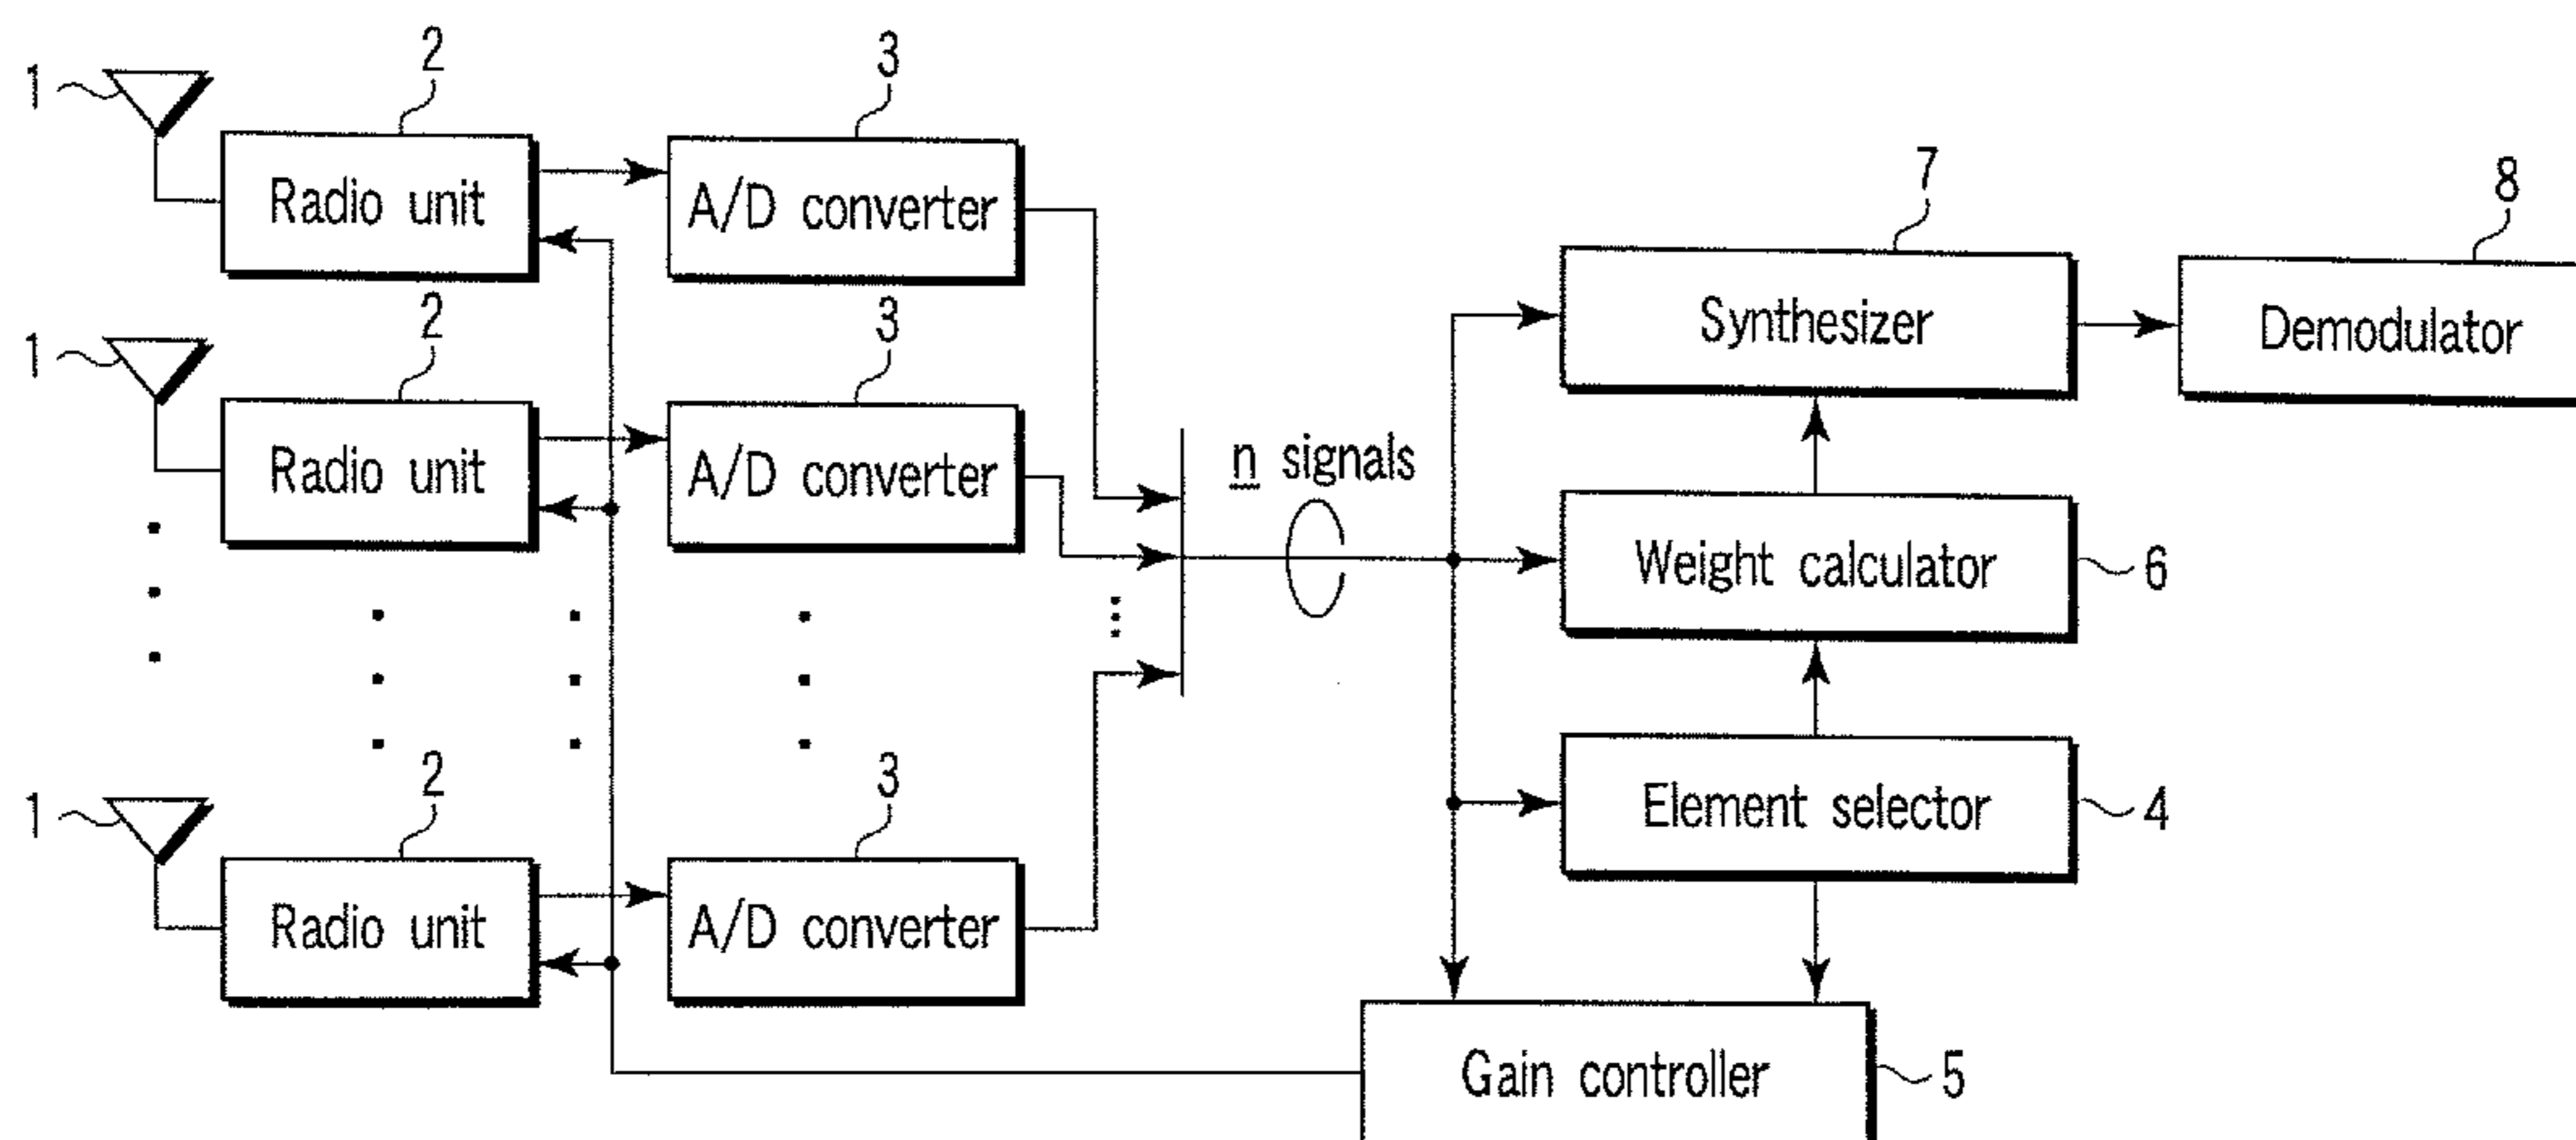 2
3
1
Radio unit
A/D converter
7
8
2
3
Synthesizer
Demodulator
1
Radio unit
A/D converter
n signals
Weight calculator
6
2
3
Element selector
4
1
Radio unit
A/D converter
Gain controller
5